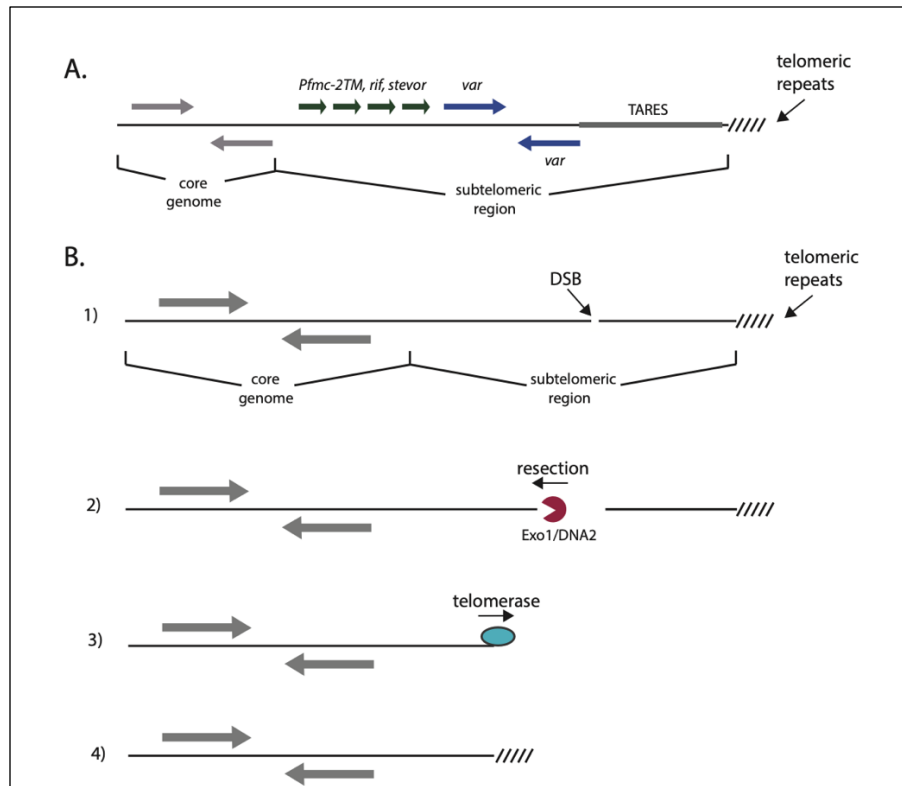 A.
Pfmc-2TM, rif, stevor
var
telomeric
repeats
TARES
var
core
genome
subtelomeric
region
B.
telomeric
repeats
DSB
1)
core
genome
subtelomeric
region
resection
2)
Exo1/DNA2
telomerase
3)
4)